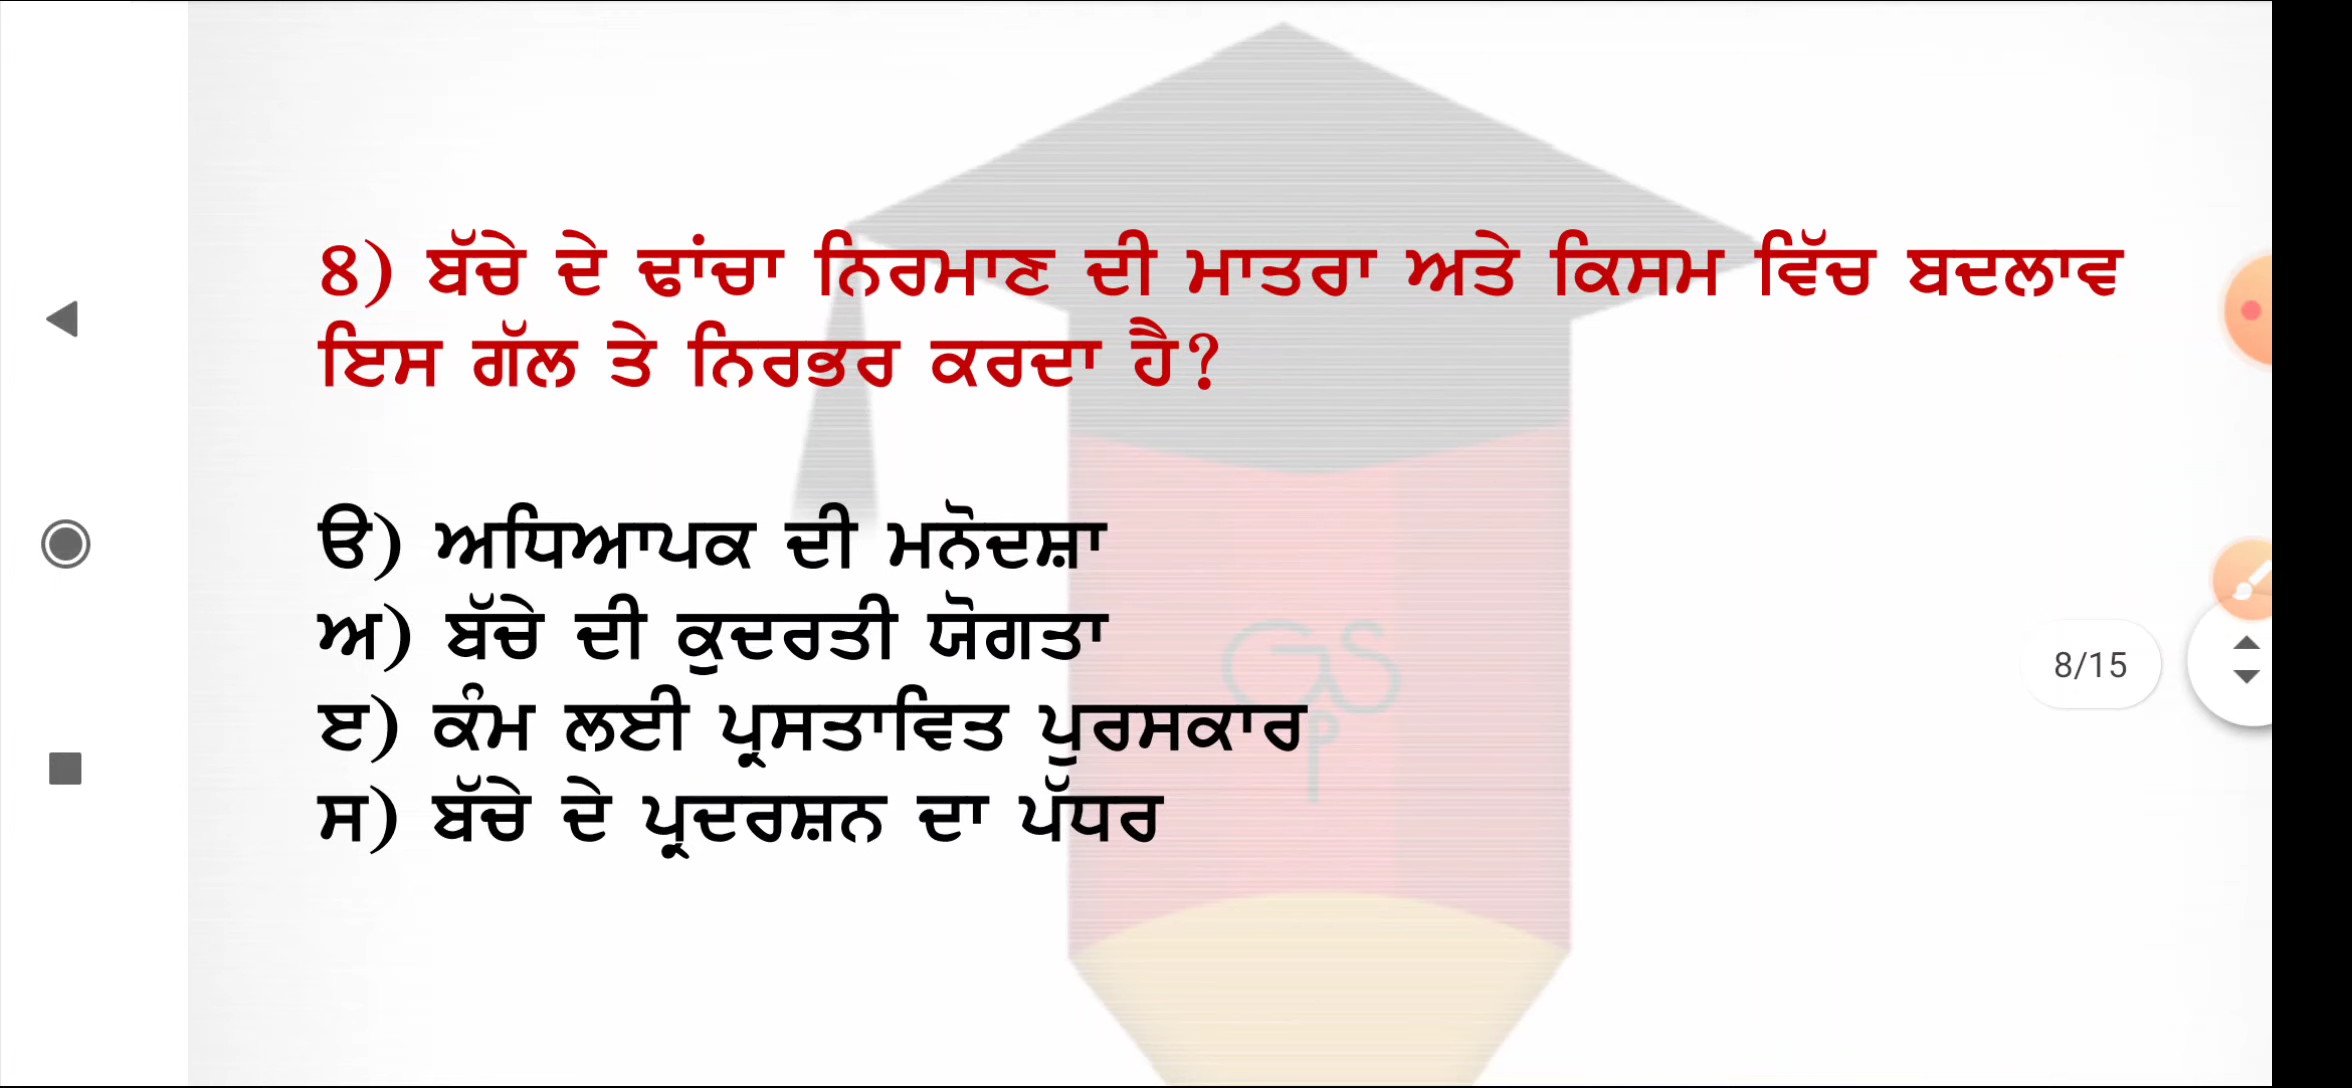 8) ਬੱਚੇ ਦੇ ਢਾਂਚਾ ਨਿਰਮਾਣ ਦੀ ਮਾਤਰਾ ਅਤੇ ਕਿਸਮ ਵਿੱਚ ਬਦਲਾਵ
ਇਸ ਗੱਲ ਤੇ ਨਿਰਭਰ ਕਰਦਾ ਹੈ?
ੳ) ਅਧਿਆਪਕ ਦੀ ਮਨੋਦਸ਼ਾ
ਅ) ਬੱਚੇ ਦੀ ਕੁਦਰਤੀ ਯੋਗਤਾ
ੲ) ਕੰਮ ਲਈ ਪ੍ਰਸਤਾਵਿਤ ਪੁਰਸਕਾਰ
ਸ) ਬੱਚੇ ਦੇ ਪ੍ਰਦਰਸ਼ਨ ਦਾ ਪੱਧਰ
8/15
GPS